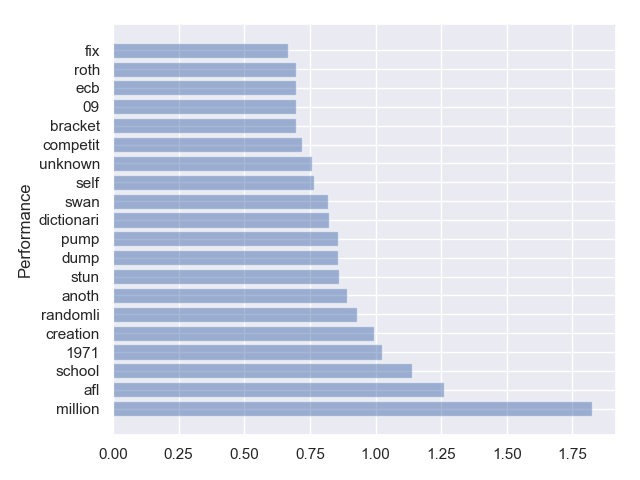 fix
roth
ecb
09
bracket
competit
unknown
self
swan
dictionari
pump
dump
stun
anoth
randomli
creation
1971
school
afl
million
Performance
0.00 0.25 0.50 0.75 1.00 1.25 1.50 1.75